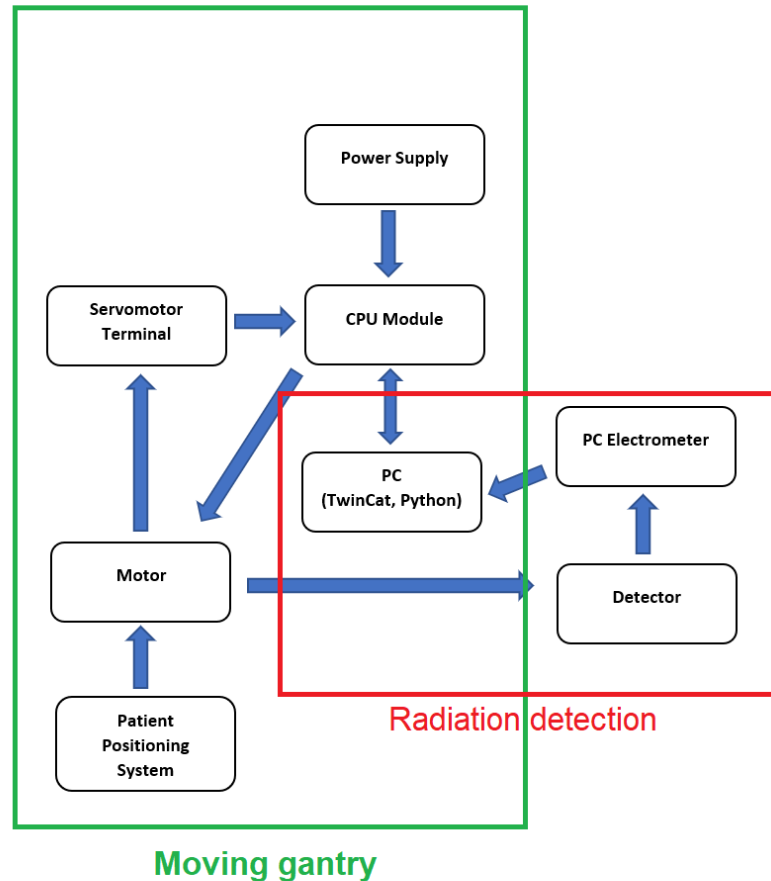 Power Supply
Servomotor
Terminal
CPU Module
PC Electrometer
PC
(TwinCat, Python)
Motor
Detector
Patient
Positioning
System
Radiation detection
Moving gantry